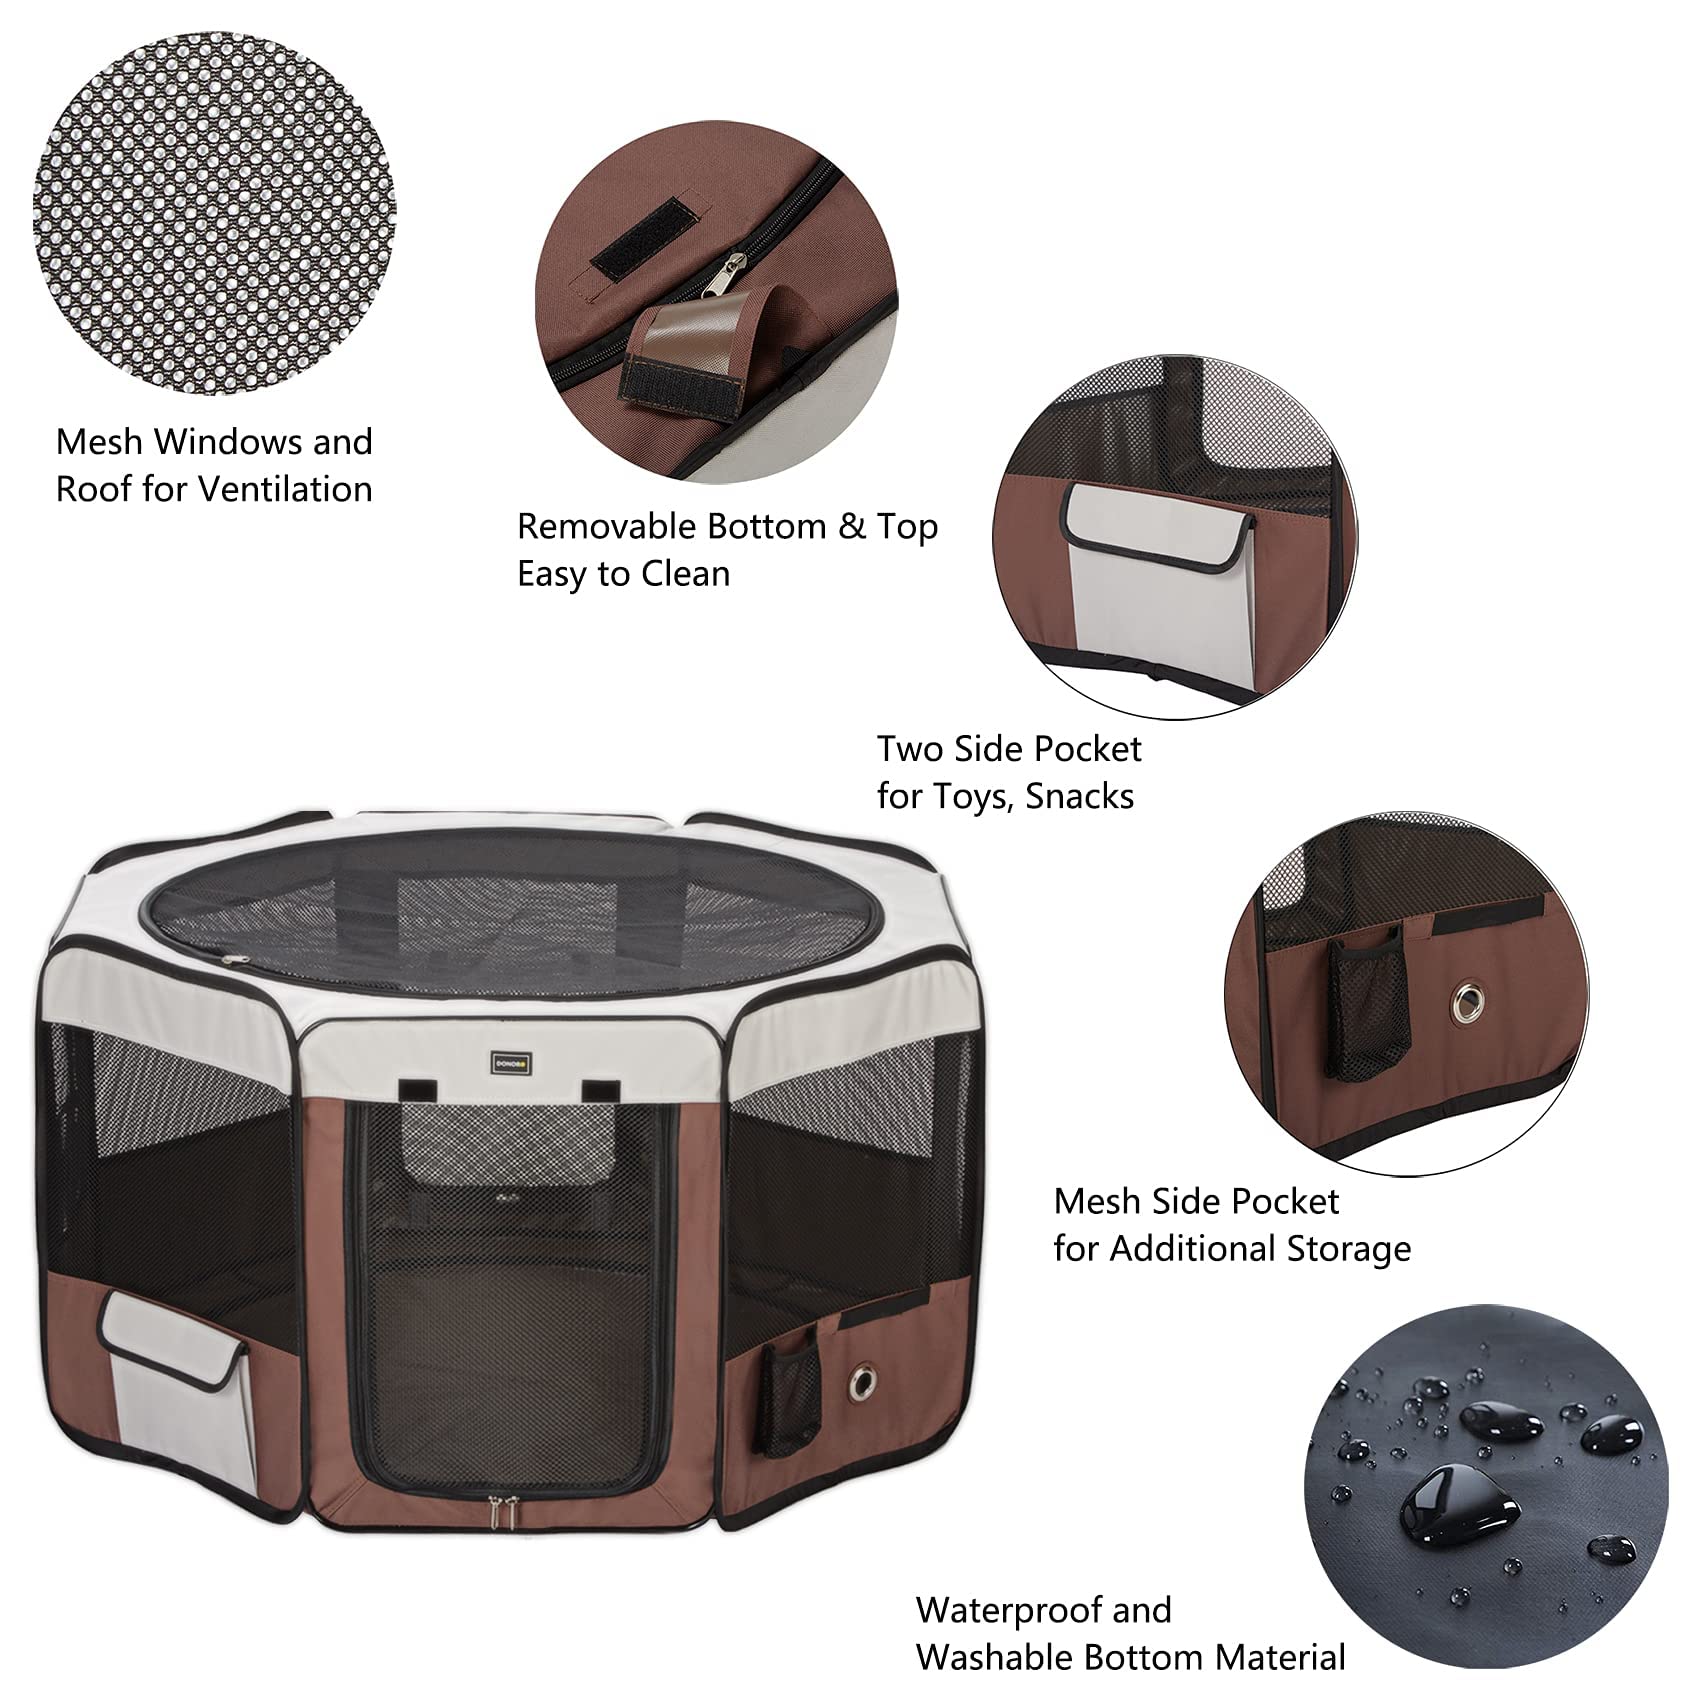 Mesh Windows and
Roof for Ventilation
Removable Bottom & Top
Easy to Clean
Two Side Pocket
for Toys, Snacks
DONORO
Mesh Side Pocket
for Additional Storage
Waterproof and
Washable Bottom Material